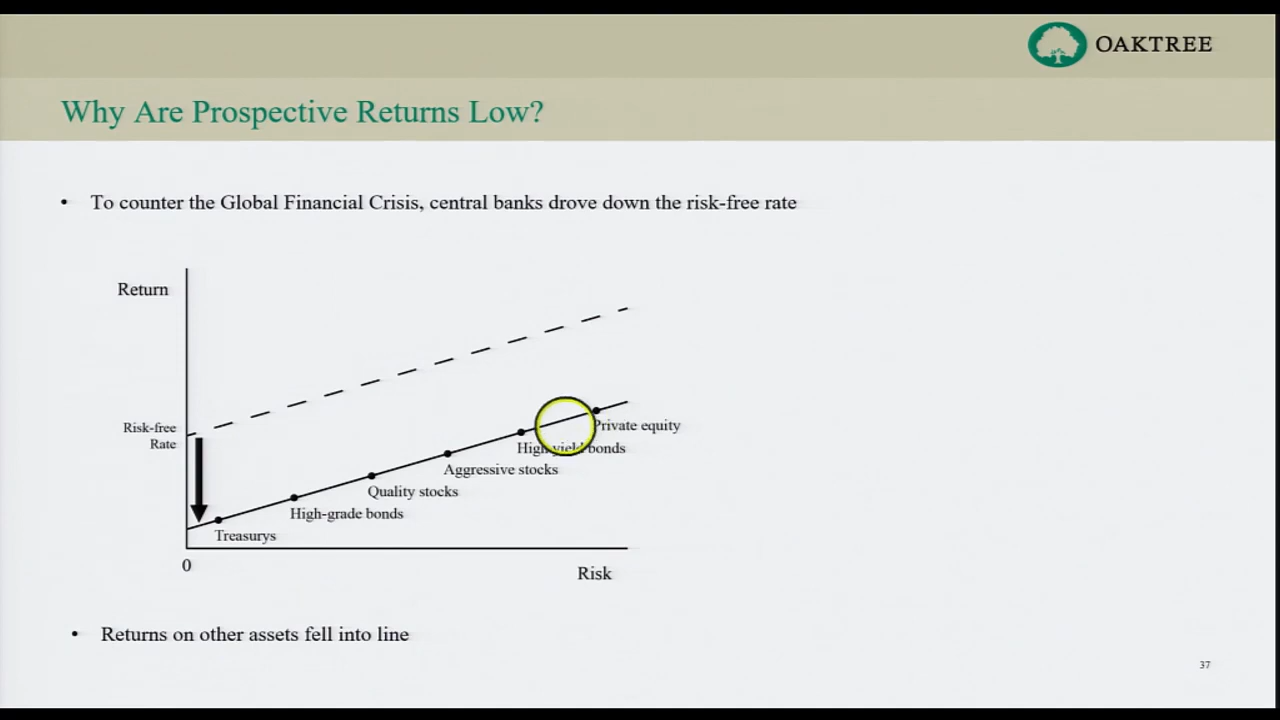 OAKTREE
Why Are Prospective Returns Low?
• To counter the Global Financial Crisis, central banks drove down the risk-free rate
Return
Risk-free
Rate
Private equity
High yield bonds
Aggressive stocks
Quality stocks
High-grade bonds
Treasurys
0
Risk
• Returns on other assets fell into line
37